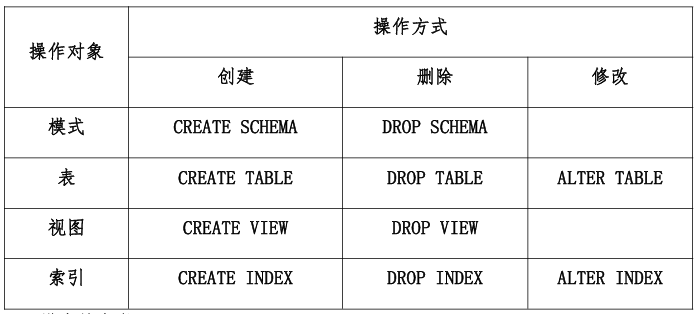 操作对象
操作方式
创建 删除 修改
模式 CREATE SCHEMA DROP SCHEMA
表 CREATE TABLE DROP TABLE ALTER TABLE
视图 CREATE VIEW DROP VIEW
索引 CREATE INDEX DROP INDEX ALTER INDEX